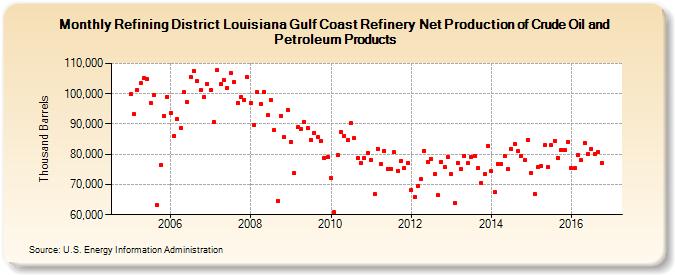 Monthly Refining District Louisiana Gulf Coast Refinery Net Production of Crude Oil and
Petroleum Products
Thousand Barrels
110,000
100,000
90,000
80,000
70,000
60,000
2006 2008 2010 2012 2014 2016
Source: U.S. Energy Information Administration